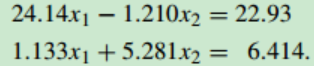 24.14x₁ − 1.210x₂ = 22.93
1.133x₁ + 5.281x₂ = 6.414.